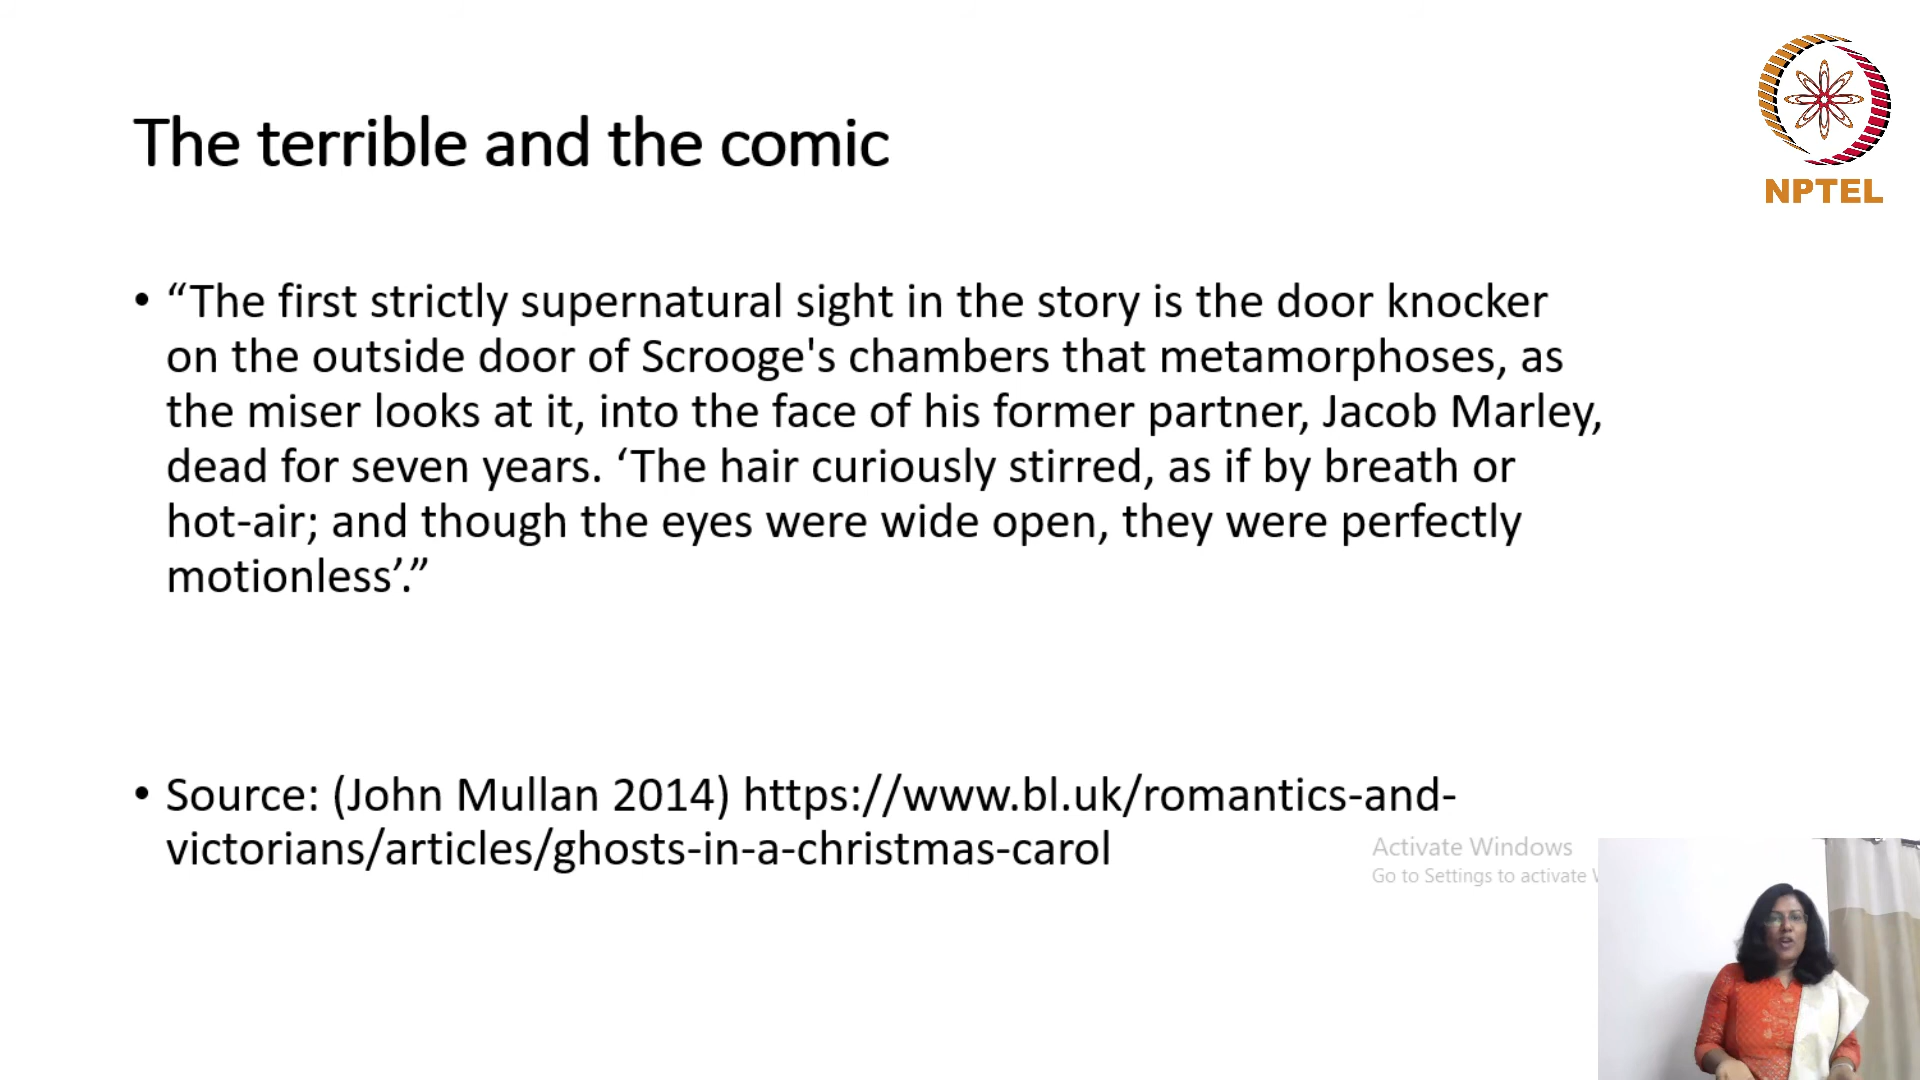 The terrible and the comic
NPTEL
• “The first strictly supernatural sight in the story is the door knocker
on the outside door of Scrooge's chambers that metamorphoses, as
the miser looks at it, into the face of his former partner, Jacob Marley,
dead for seven years. ‘The hair curiously stirred, as if by breath or
hot-air; and though the eyes were wide open, they were perfectly
motionless’.”
• Source: (John Mullan 2014) https://www.bl.uk/romantics-and-
victorians/articles/ghosts-in-a-christmas-carol
Activate Windows
Go to Settings to activate